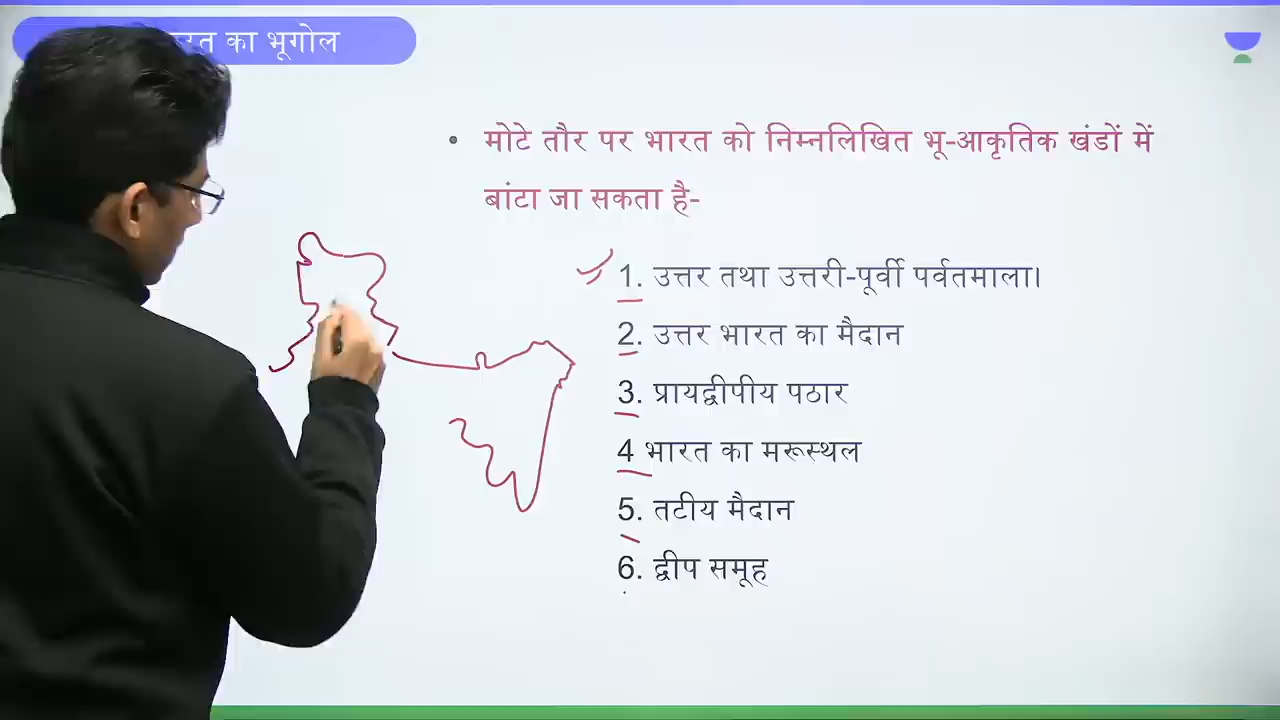 का भूगोल
• मोटे तौर पर भारत को निम्नलिखित भू-आकृतिक खंडों में
बांटा जा सकता है-
1. उत्तर तथा उत्तरी-पूर्वी पर्वतमाला।
2. उत्तर भारत का मैदान
3. प्रायद्वीपीय पठार
4 भारत का मरूस्थल
5. तटीय मैदान
6. द्वीप समूह